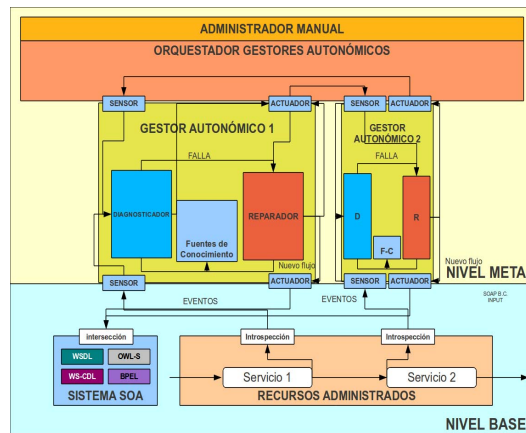 ADMINISTRADOR MANUAL
ORQUESTADOR GESTORES AUTONÓMICOS
SENSOR
ACTUADOR
SENSOR
ACTUADOR
GESTOR AUTONÓMICO 1
GESTOR
AUTONÓMICO 2
FALLA
FALLA
DIAGNOSTICADOR
Fuentes de
Conocimiento
REPARADOR
D
F-C
R
Nuevo flujo
Nuevo flujo
NIVEL META
SENSOR
ACTUADOR
SENSOR
ACTUADOR
EVENTOS
EVENTOS
SOAP B.C.
INPUT
intersección
Introspección
Introspección
WSDL
OWL-S
WS-CDL
BPEL
SISTEMA SOA
Servicio 1
Servicio 2
RECURSOS ADMINISTRADOS
NIVEL BASE